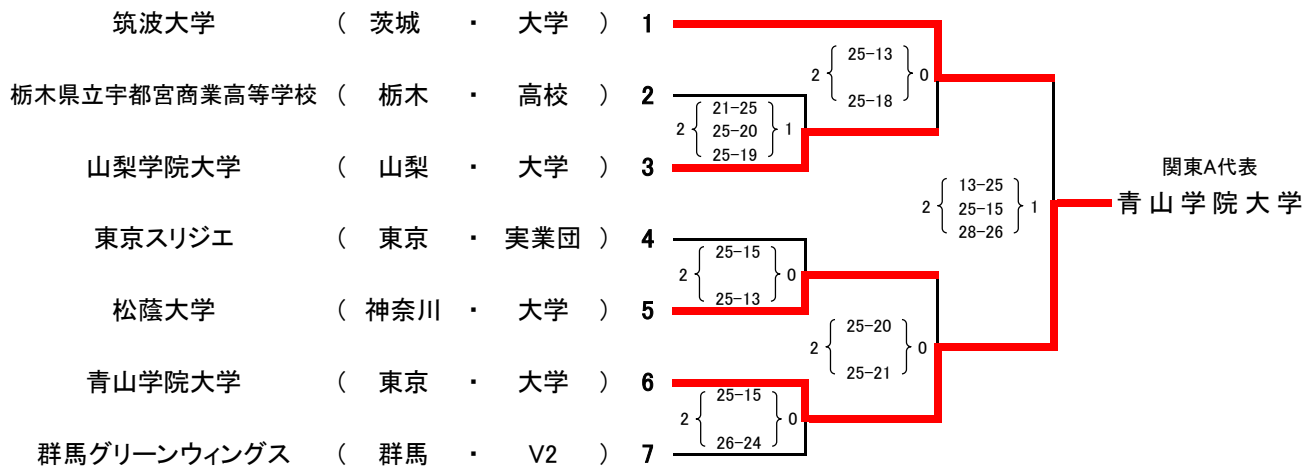 筑波大学 ( 茨城 ・ 大学 ) 1
栃木県立宇都宮商業高等学校 ( 栃木 ・ 高校 ) 2
山梨学院大学 ( 山梨 ・ 大学 ) 3
東京スリジエ ( 東京 ・ 実業団 ) 4
松蔭大学 ( 神奈川 ・ 大学 ) 5
青山学院大学 ( 東京 ・ 大学 ) 6
群馬グリーンウィングス ( 群馬 ・ V2 ) 7
21-25
2 { 25-20 } 1
25-19
25-15
2 { } 0
25-13
25-15
2 { } 0
26-24
25-13
2 { } 0
25-18
25-20
2 { } 0
25-21
13-25
2 { 25-15 } 1
28-26
関東A代表
青山学院大学